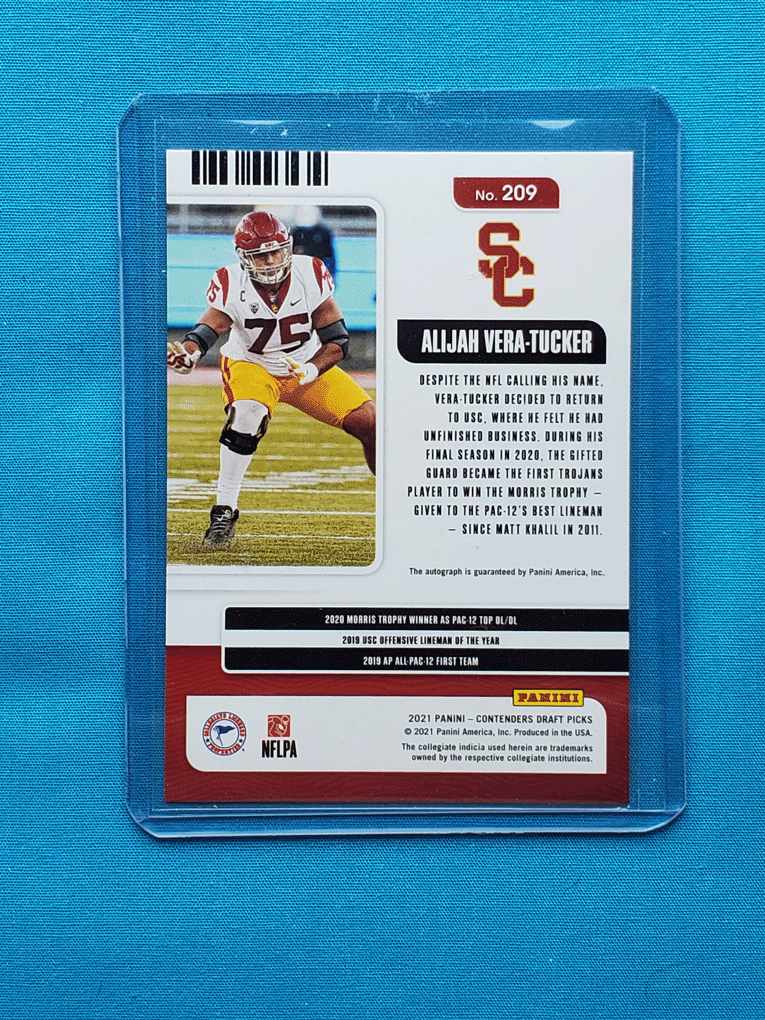 No. 209
SC
ALIJAH VERA-TUCKER
75
75
C
DESPITE THE NFL CALLING HIS NAME,
VERA-TUCKER DECIDED TO RETURN
TO USC, WHERE HE FELT HE HAD
UNFINISHED BUSINESS. DURING HIS
FINAL SEASON IN 2020, THE GIFTED
GUARD BECAME THE FIRST TROJANS
PLAYER TO WIN THE MORRIS TROPHY –
GIVEN TO THE PAC-12'S BEST LINEMAN
– SINCE MATT KHALIL IN 2011.
The autograph is guaranteed by Panini America, Inc.
2020 MORRIS TROPHY WINNER AS PAC-12 TOP OL/DL
2019 USC OFFENSIVE LINEMAN OF THE YEAR
2019 AP ALL-PAC-12 FIRST TEAM
PANINI
2021 PANINI – CONTENDERS DRAFT PICKS
© 2021 Panini America, Inc. Produced in the USA.
The collegiate indicia used herein are trademarks
owned by the respective collegiate institutions.
NFLPA